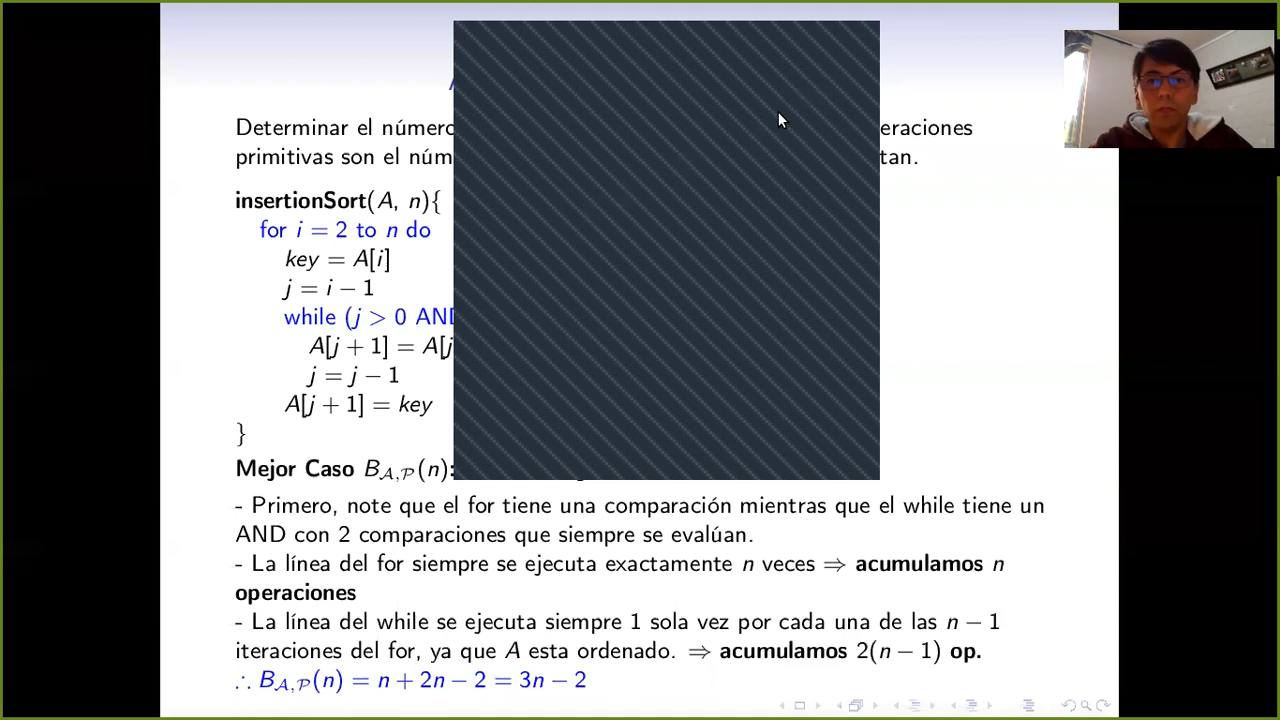 Determinar el número
eraciones
primitivas son el núm
tan.
insertionSort(A, n){
for i = 2 to n do
key = A[i]
j = i − 1
while (j > 0 AND
A[j + 1] = A[j
j = j − 1
A[j + 1] = key
}
Mejor Caso B_{A,P}(n):
- Primero, note que el for tiene una comparación mientras que el while tiene un
AND con 2 comparaciones que siempre se evalúan.
- La línea del for siempre se ejecuta exactamente n veces ⇒ acumulamos n
operaciones
- La línea del while se ejecuta siempre 1 sola vez por cada una de las n − 1
iteraciones del for, ya que A esta ordenado. ⇒ acumulamos 2(n − 1) op.
∴ B_{A,P}(n) = n + 2n − 2 = 3n − 2